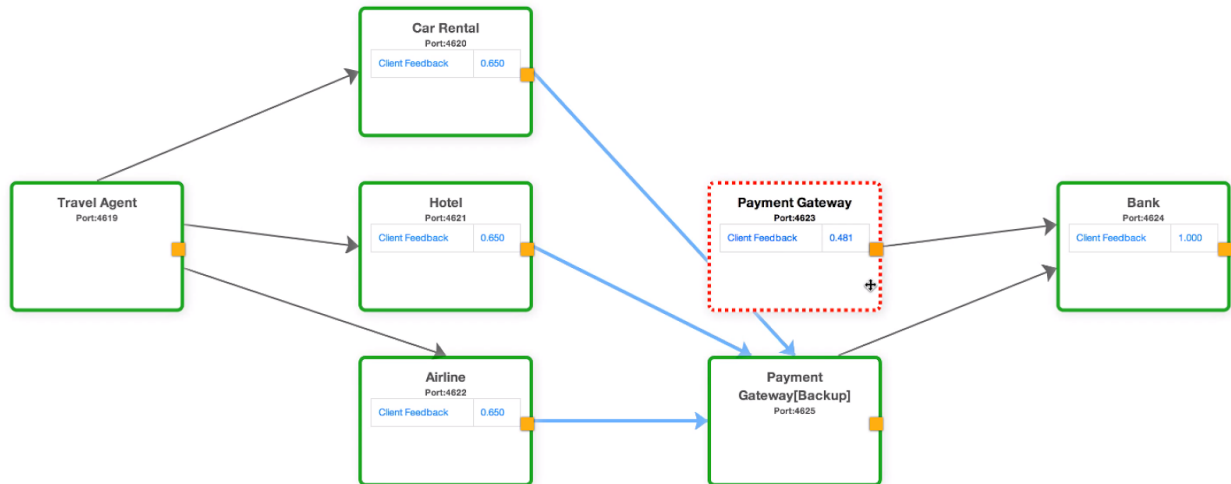 Car Rental
Port:4620
Client Feedback 0.650
Travel Agent
Port:4619
Hotel
Port:4621
Client Feedback 0.650
Payment Gateway
Port:4623
Client Feedback 0.481
Bank
Port:4624
Client Feedback 1.000
Airline
Port:4622
Client Feedback 0.650
Payment
Gateway[Backup]
Port:4625